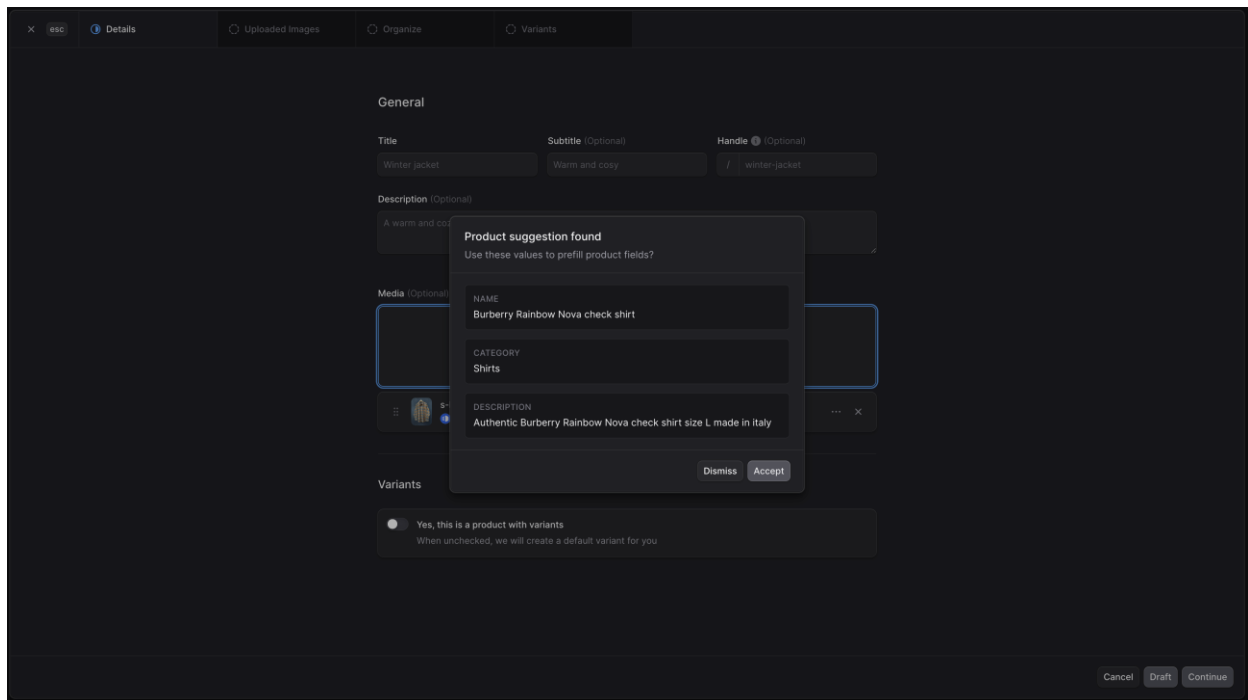 esc
Details
Uploaded Images
Organize
Variants
General
Title
Subtitle (Optional)
Handle (Optional)
Winter jacket
Warm and cosy
/ winter-jacket
Description (Optional)
A warm and
Product suggestion found
Use these values to prefill product fields?
Media (Optional)
NAME
Burberry Rainbow Nova check shirt
CATEGORY
Shirts
DESCRIPTION
Authentic Burberry Rainbow Nova check shirt size L made in italy
Dismiss
Accept
Variants
Yes, this is a product with variants
When unchecked, we will create a default variant for you
Cancel
Draft
Continue